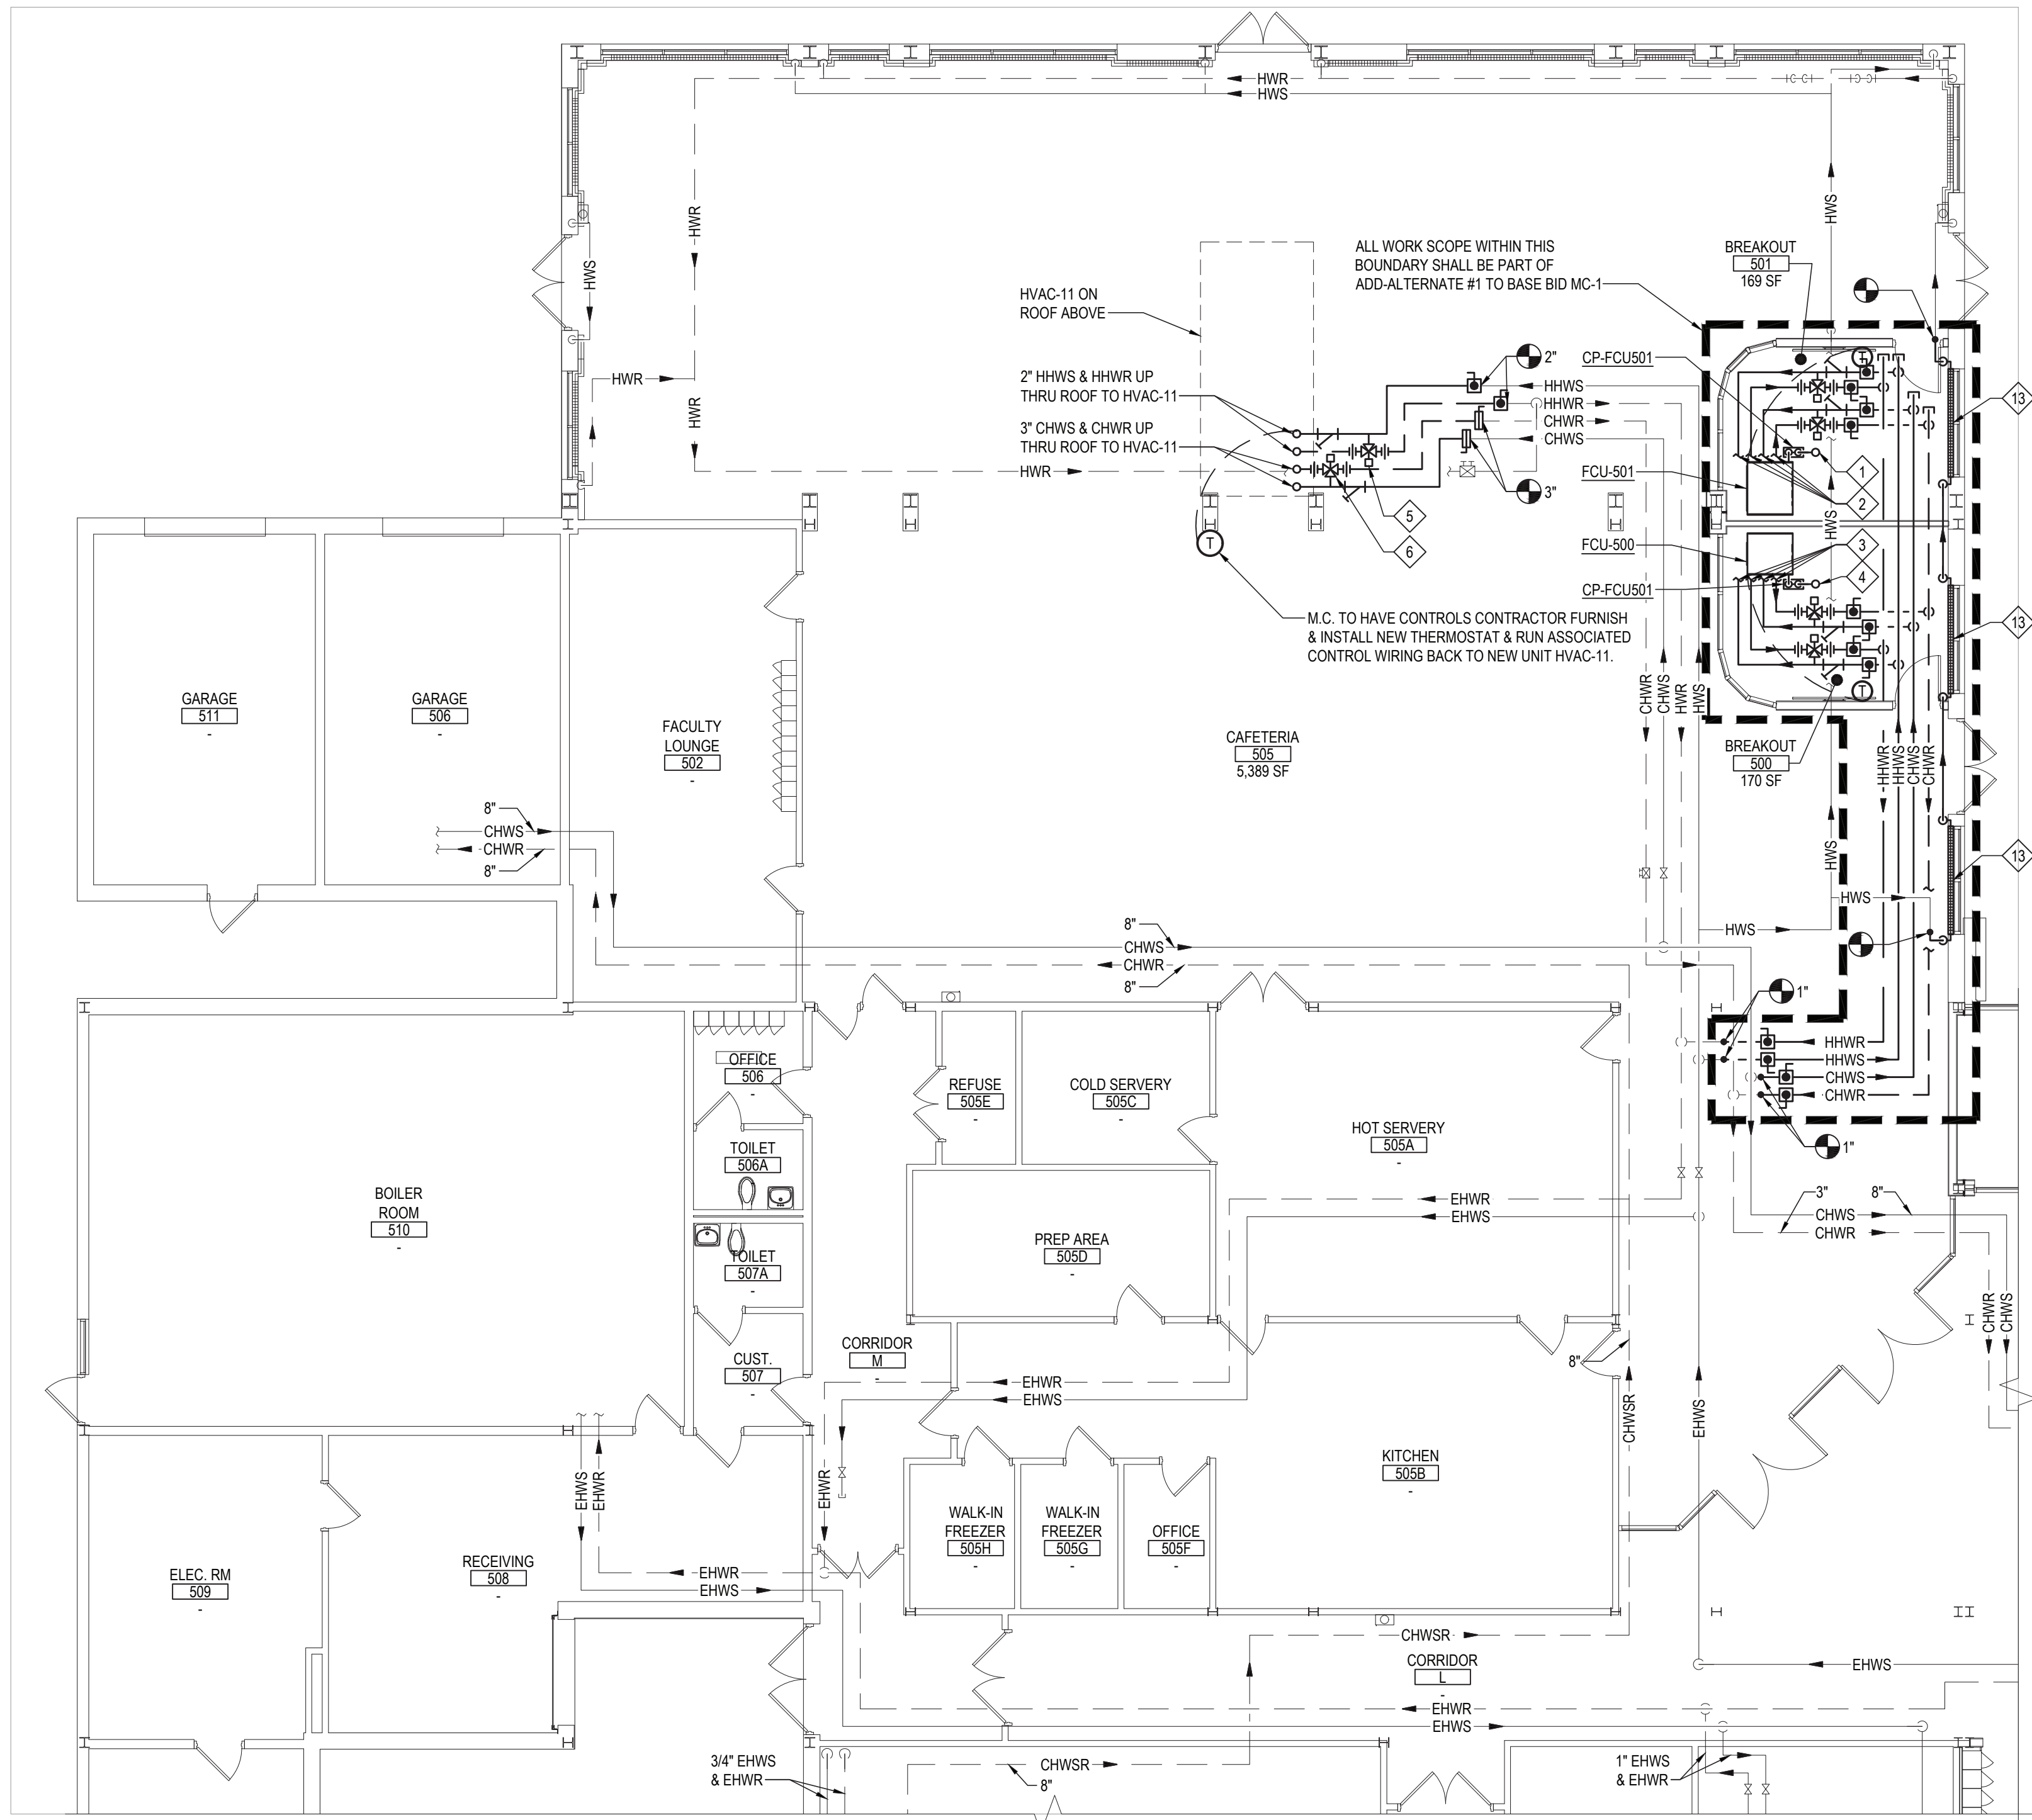 HWR
HWS
HWR
HWS
HWS
ALL WORK SCOPE WITHIN THIS
BOUNDARY SHALL BE PART OF
ADD-ALTERNATE #1 TO BASE BID MC-1
BREAKOUT
501
169 SF
HVAC-11 ON
ROOF ABOVE
2" HHWS & HHWR UP
THRU ROOF TO HVAC-11
3" CHWS & CHWR UP
THRU ROOF TO HVAC-11
HWR
HWR
HWR
2"
HHWS
HHWR
CHWR
CHWS
3"
CP-FCU501
FCU-501
FCU-500
CP-FCU501
T
13
1
2
HWS
3
4
5
6
T
M.C. TO HAVE CONTROLS CONTRACTOR FURNISH
& INSTALL NEW THERMOSTAT & RUN ASSOCIATED
CONTROL WIRING BACK TO NEW UNIT HVAC-11.
13
T
GARAGE
511
-
GARAGE
506
-
FACULTY
LOUNGE
502
-
CAFETERIA
505
5,389 SF
CHWR
CHWS
HWR
HWS
BREAKOUT
500
170 SF
HHWR
HHWS
CHWS
CHWR
8"
CHWS
CHWR
8"
HWS
13
HWS
HWS
8"
CHWS
CHWR
8"
1"
HHWR
HHWS
CHWS
CHWR
1"
OFFICE
506
-
REFUSE
505E
-
COLD SERVERY
505C
-
HOT SERVERY
505A
-
TOILET
506A
-
BOILER
ROOM
510
-
TOILET
507A
-
PREP AREA
505D
-
EHWR
EHWS
3"
8"
CHWS
CHWR
CHWR
CHWS
CORRIDOR
M
-
CUST.
507
-
8"
EHWR
EHWS
CHWSR
EHWS
KITCHEN
505B
-
EHWS
EHWR
EHWR
WALK-IN
FREEZER
505H
-
WALK-IN
FREEZER
505G
-
OFFICE
505F
-
ELEC. RM
509
-
RECEIVING
508
-
EHWR
EHWS
CHWSR
CORRIDOR
L
-
EHWS
EHWR
EHWS
3/4" EHWS
& EHWR
CHWSR
8"
1" EHWS
& EHWR